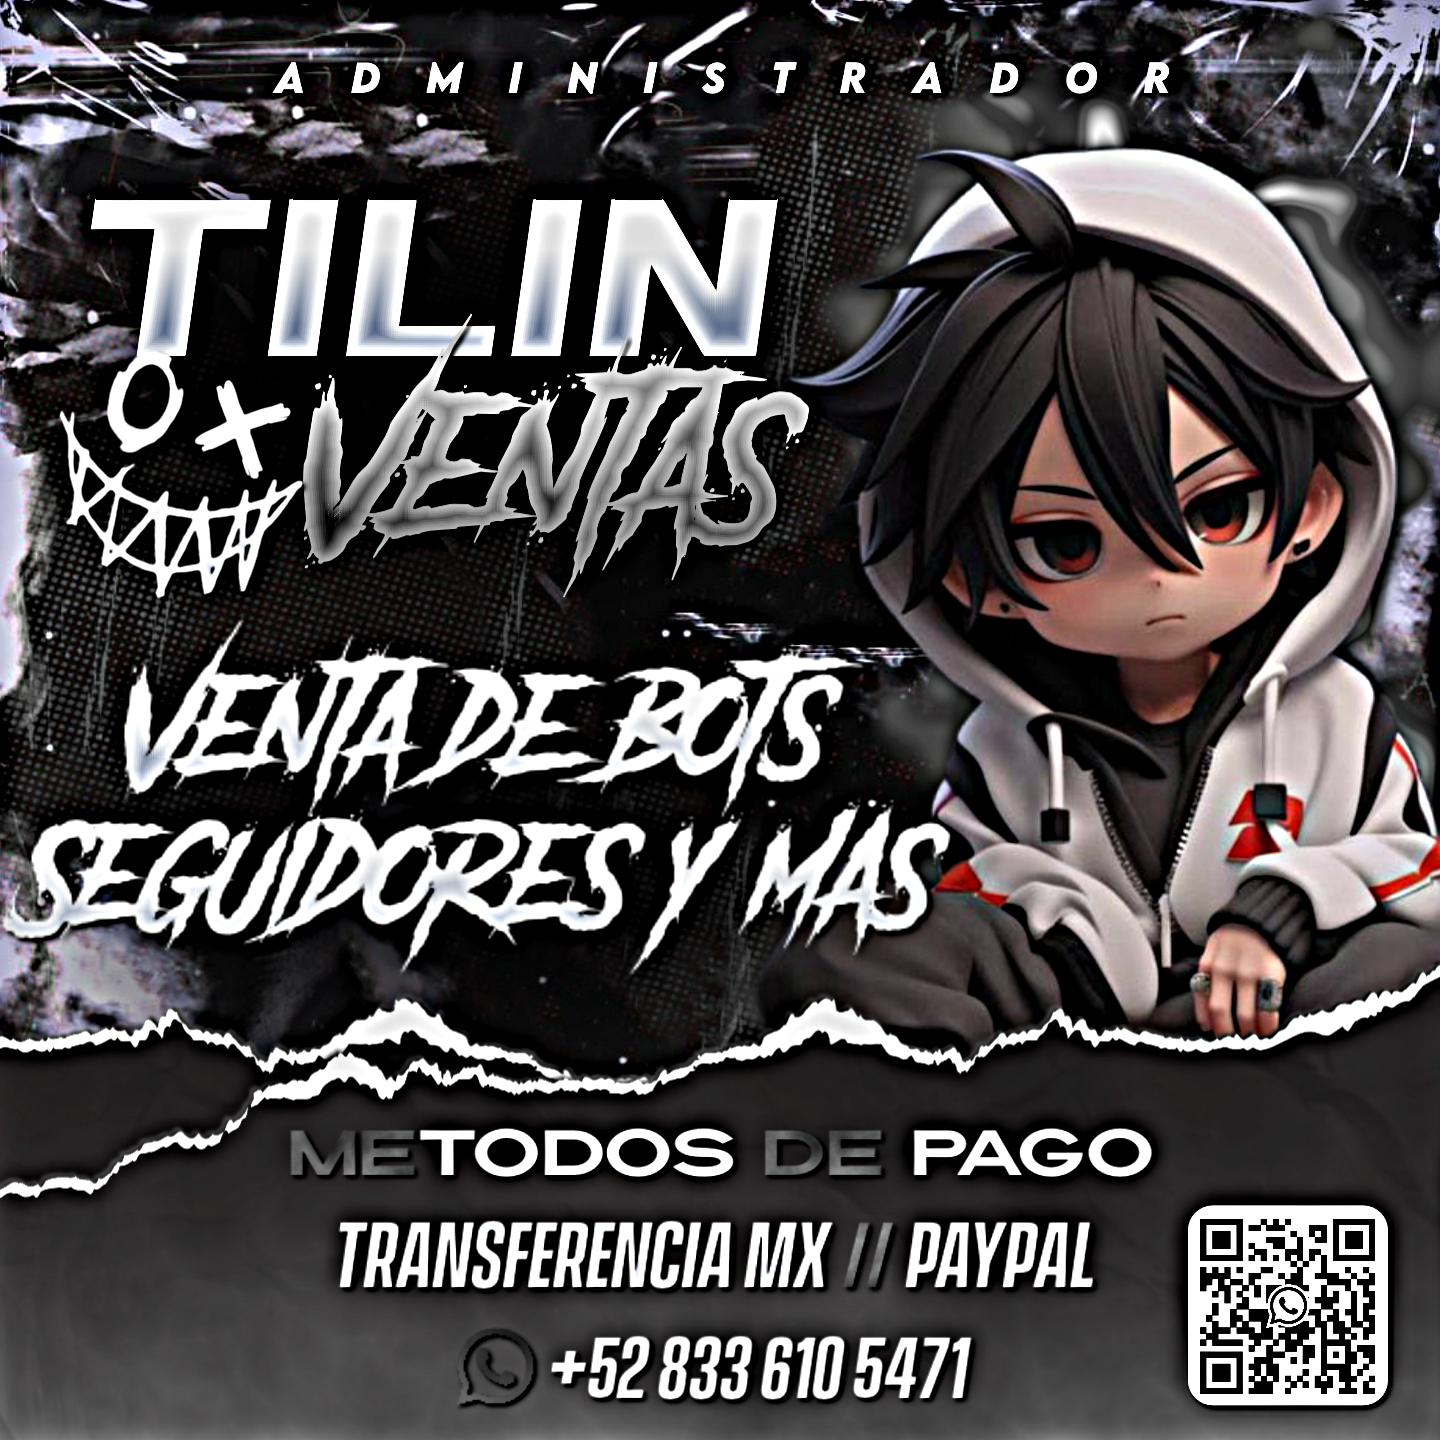 ADMINISTRADOR
TILIN
VENTAS
VENTA DE BOTS
SEGUIDORES Y MAS
METODOS DE PAGO
TRANSFERENCIA MX // PAYPAL
+52 833 610 5471